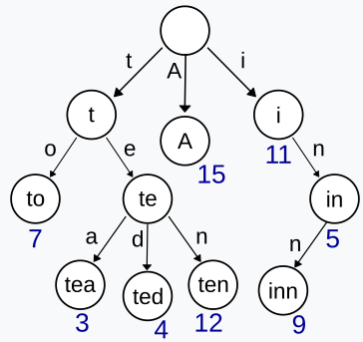 t A i
t A i
15 11
o e n
to te in
7 5
a d n n
tea ted ten inn
3 4 12 9